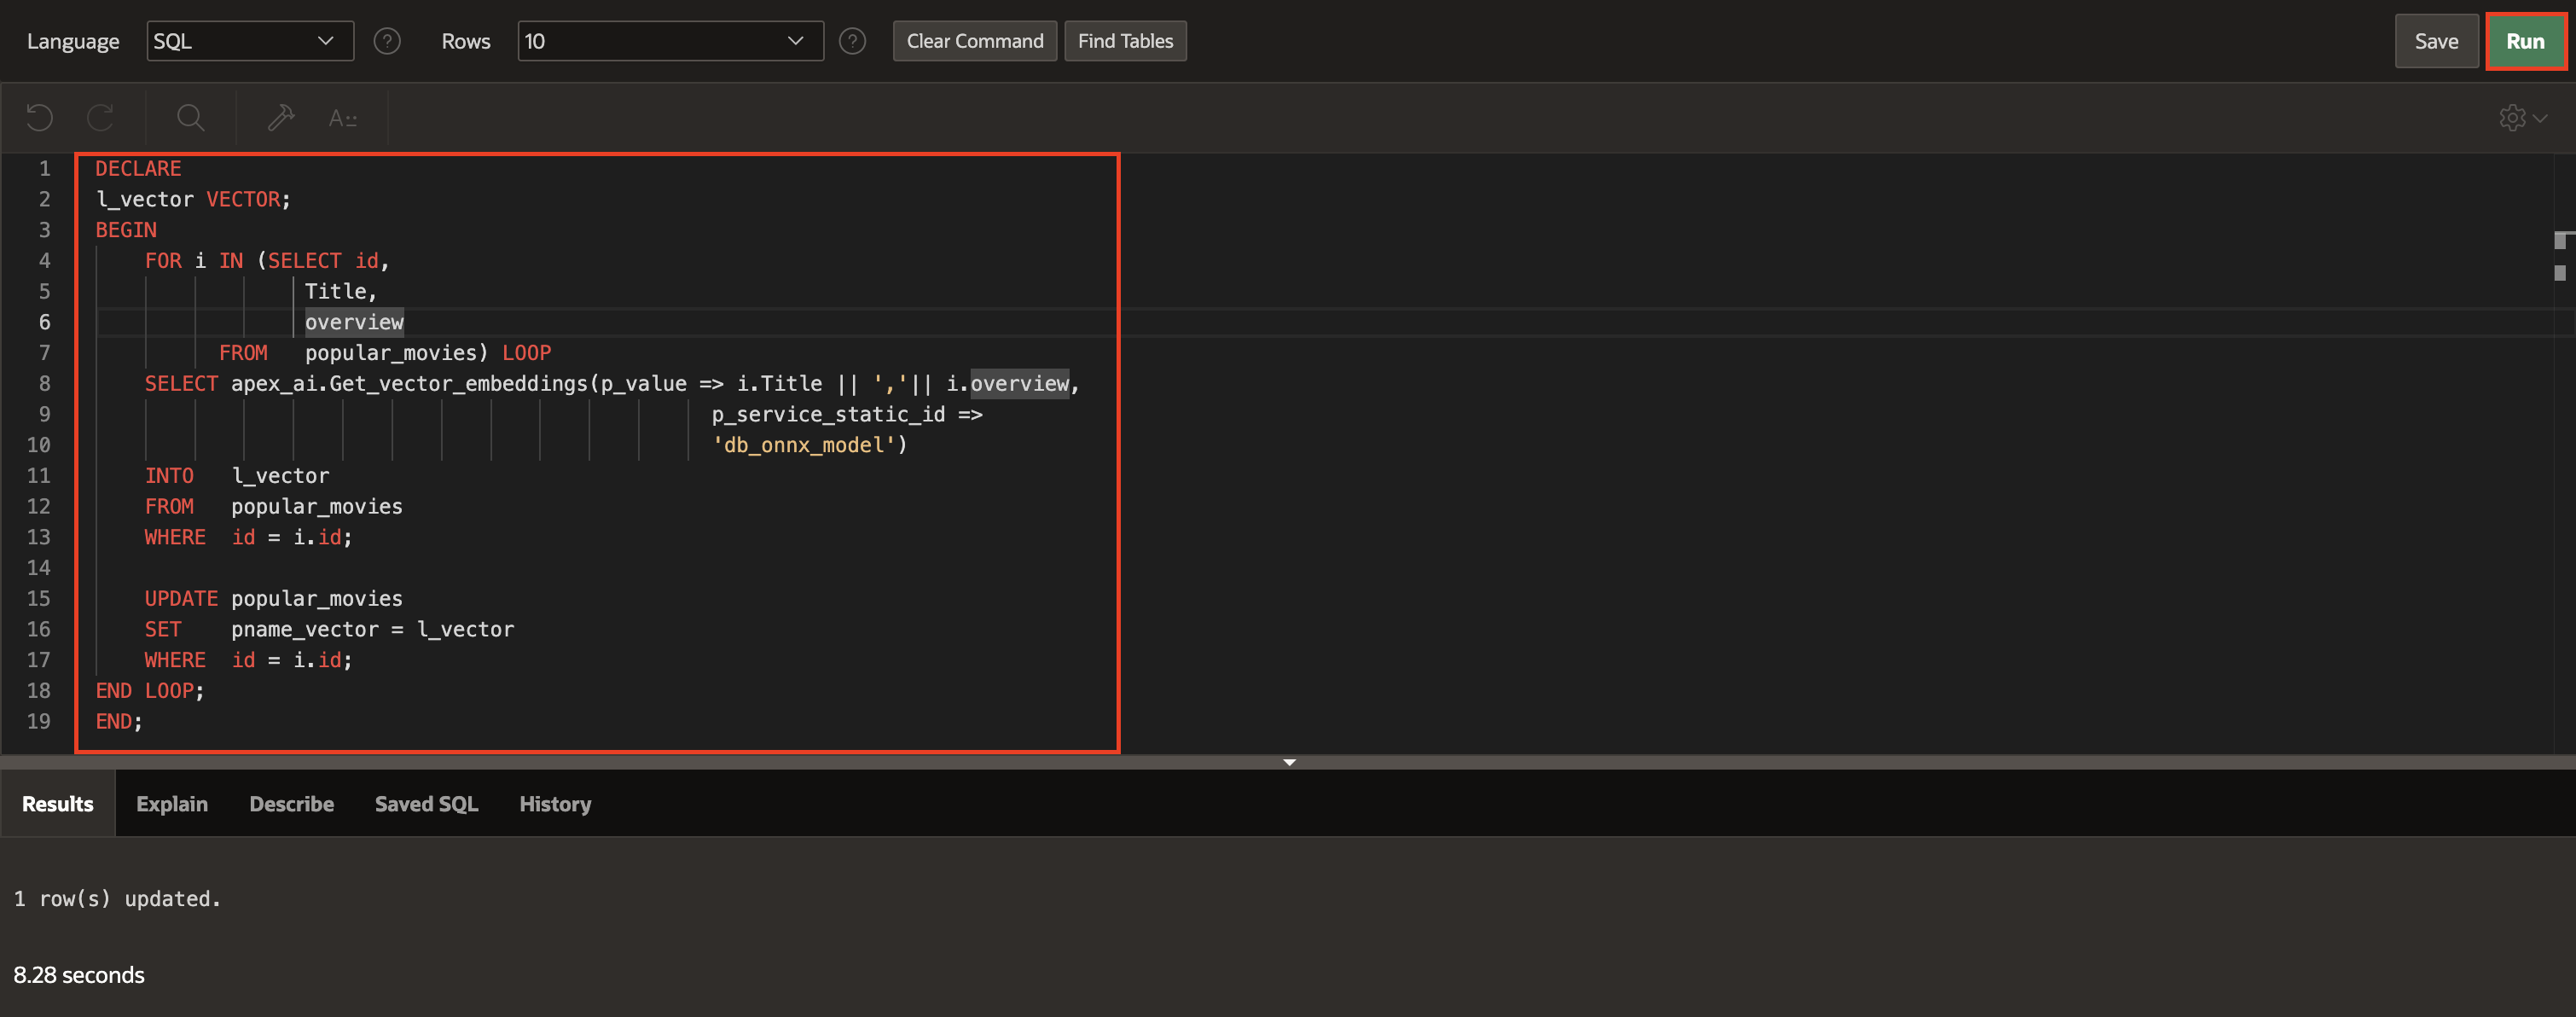 Language SQL ? Rows 10 ? Clear Command Find Tables Save Run
A
1 DECLARE
2 l_vector VECTOR;
3 BEGIN
4 FOR i IN (SELECT id,
5 Title,
6 overview
7 FROM popular_movies) LOOP
8 SELECT apex_ai.Get_vector_embeddings(p_value => i.Title || ','|| i.overview,
9 p_service_static_id =>
10 'db_onnx_model')
11 INTO l_vector
12 FROM popular_movies
13 WHERE id = i.id;
14
15 UPDATE popular_movies
16 SET pname_vector = l_vector
17 WHERE id = i.id;
18 END LOOP;
19 END;
Results Explain Describe Saved SQL History
1 row(s) updated.
8.28 seconds